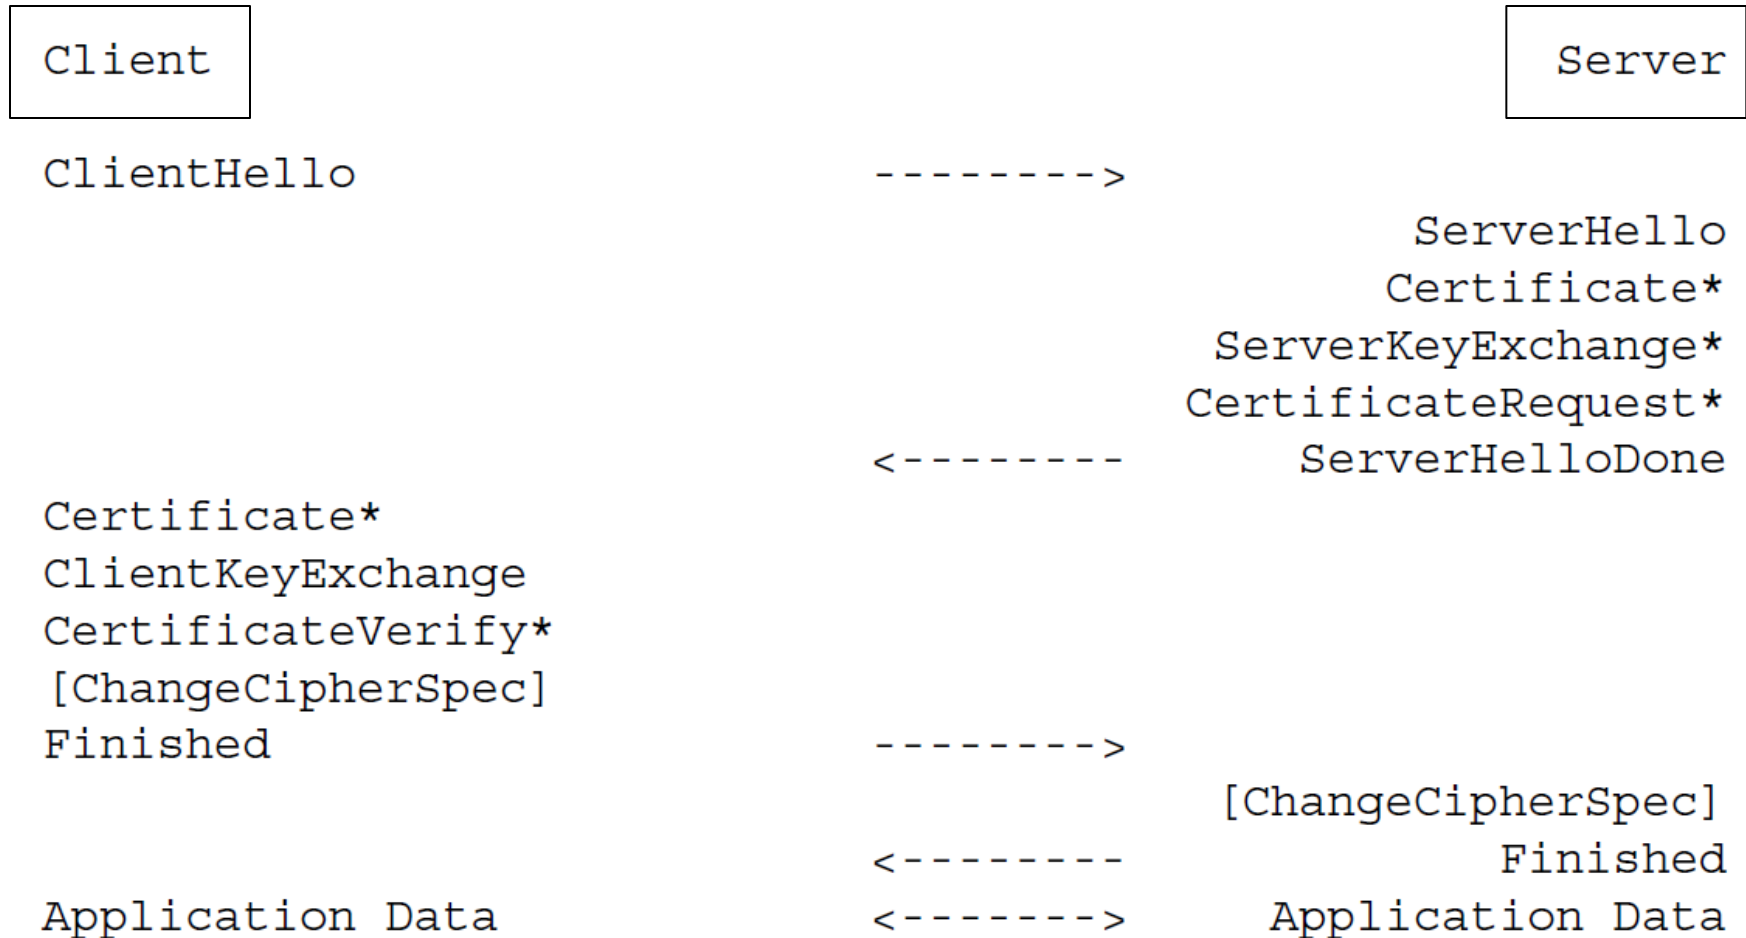 Client Server
ClientHello -------->
ServerHello
Certificate*
ServerKeyExchange*
CertificateRequest*
<-------- ServerHelloDone
Certificate*
ClientKeyExchange
CertificateVerify*
[ChangeCipherSpec]
Finished -------->
[ChangeCipherSpec]
<-------- Finished
Application Data <-------> Application Data